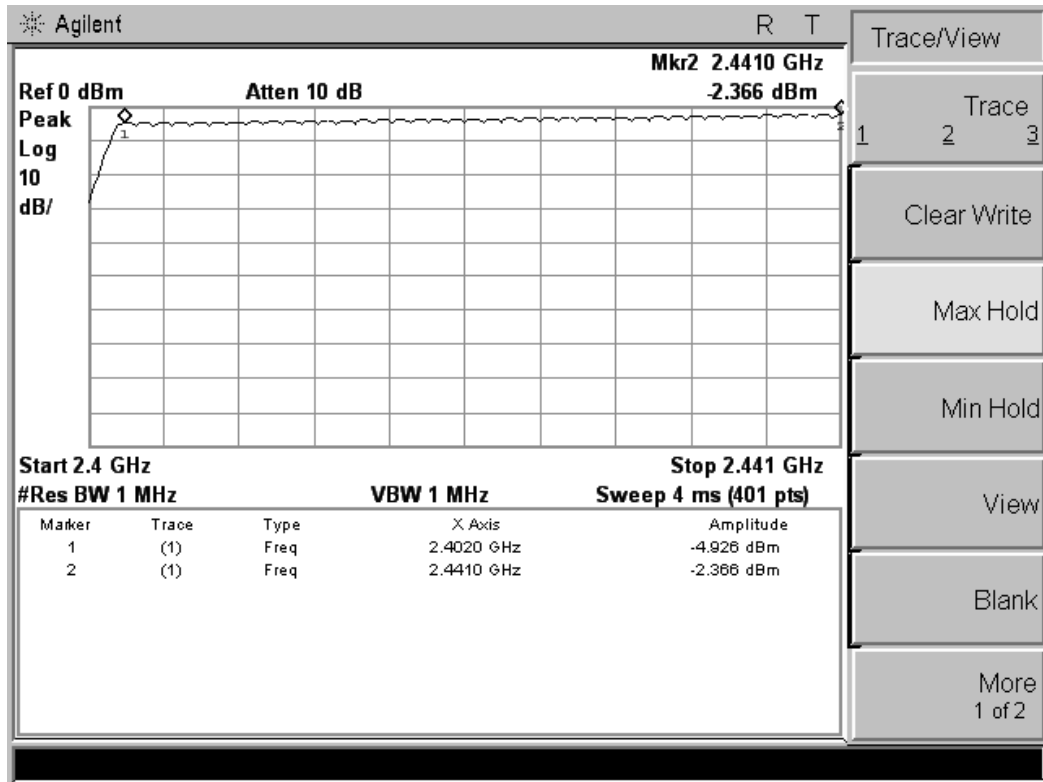 Agilent R T
Mkr2 2.4410 GHz
Ref 0 dBm Atten 10 dB -2.366 dBm
Peak
Log
10
dB/
1
2
Start 2.4 GHz Stop 2.441 GHz
#Res BW 1 MHz VBW 1 MHz Sweep 4 ms (401 pts)
Marker Trace Type X Axis Amplitude
1 (1) Freq 2.4020 GHz -4.926 dBm
2 (1) Freq 2.4410 GHz -2.366 dBm
Trace/View
Trace
1 2 3
Clear Write
Max Hold
Min Hold
View
Blank
More
1 of 2